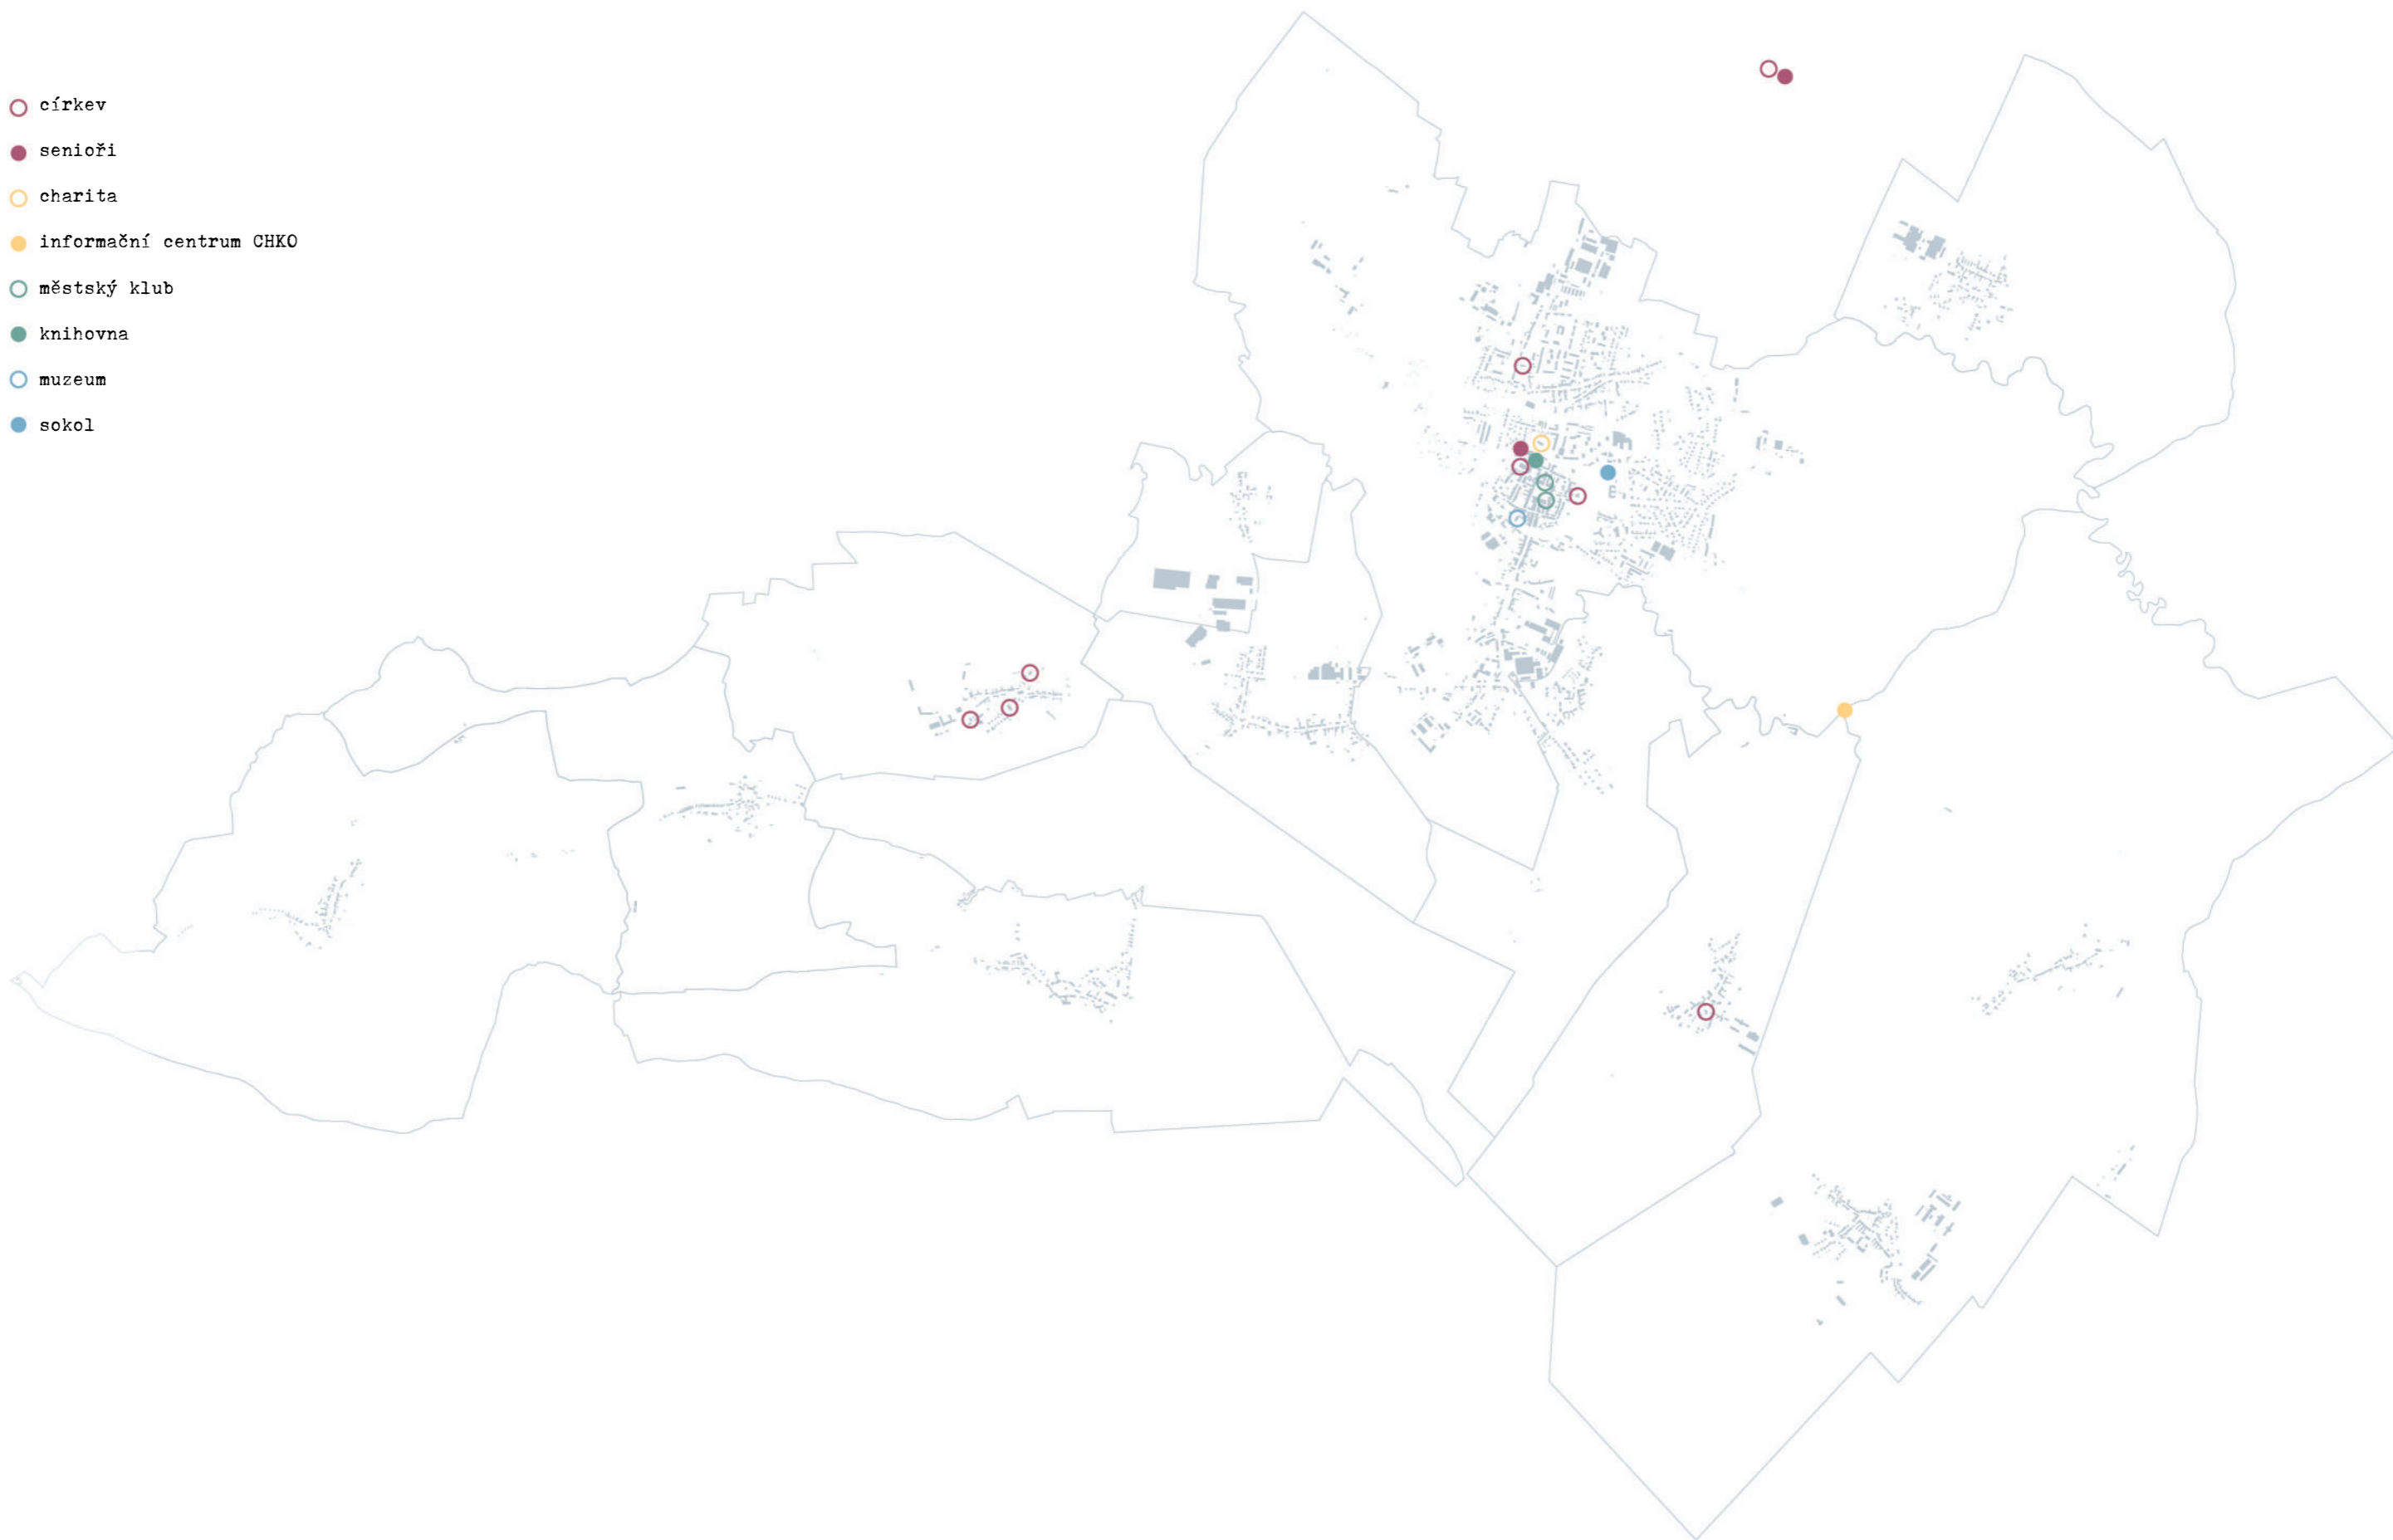 církev
senioři
charita
informační centrum CHKO
městský klub
knihovna
muzeum
sokol